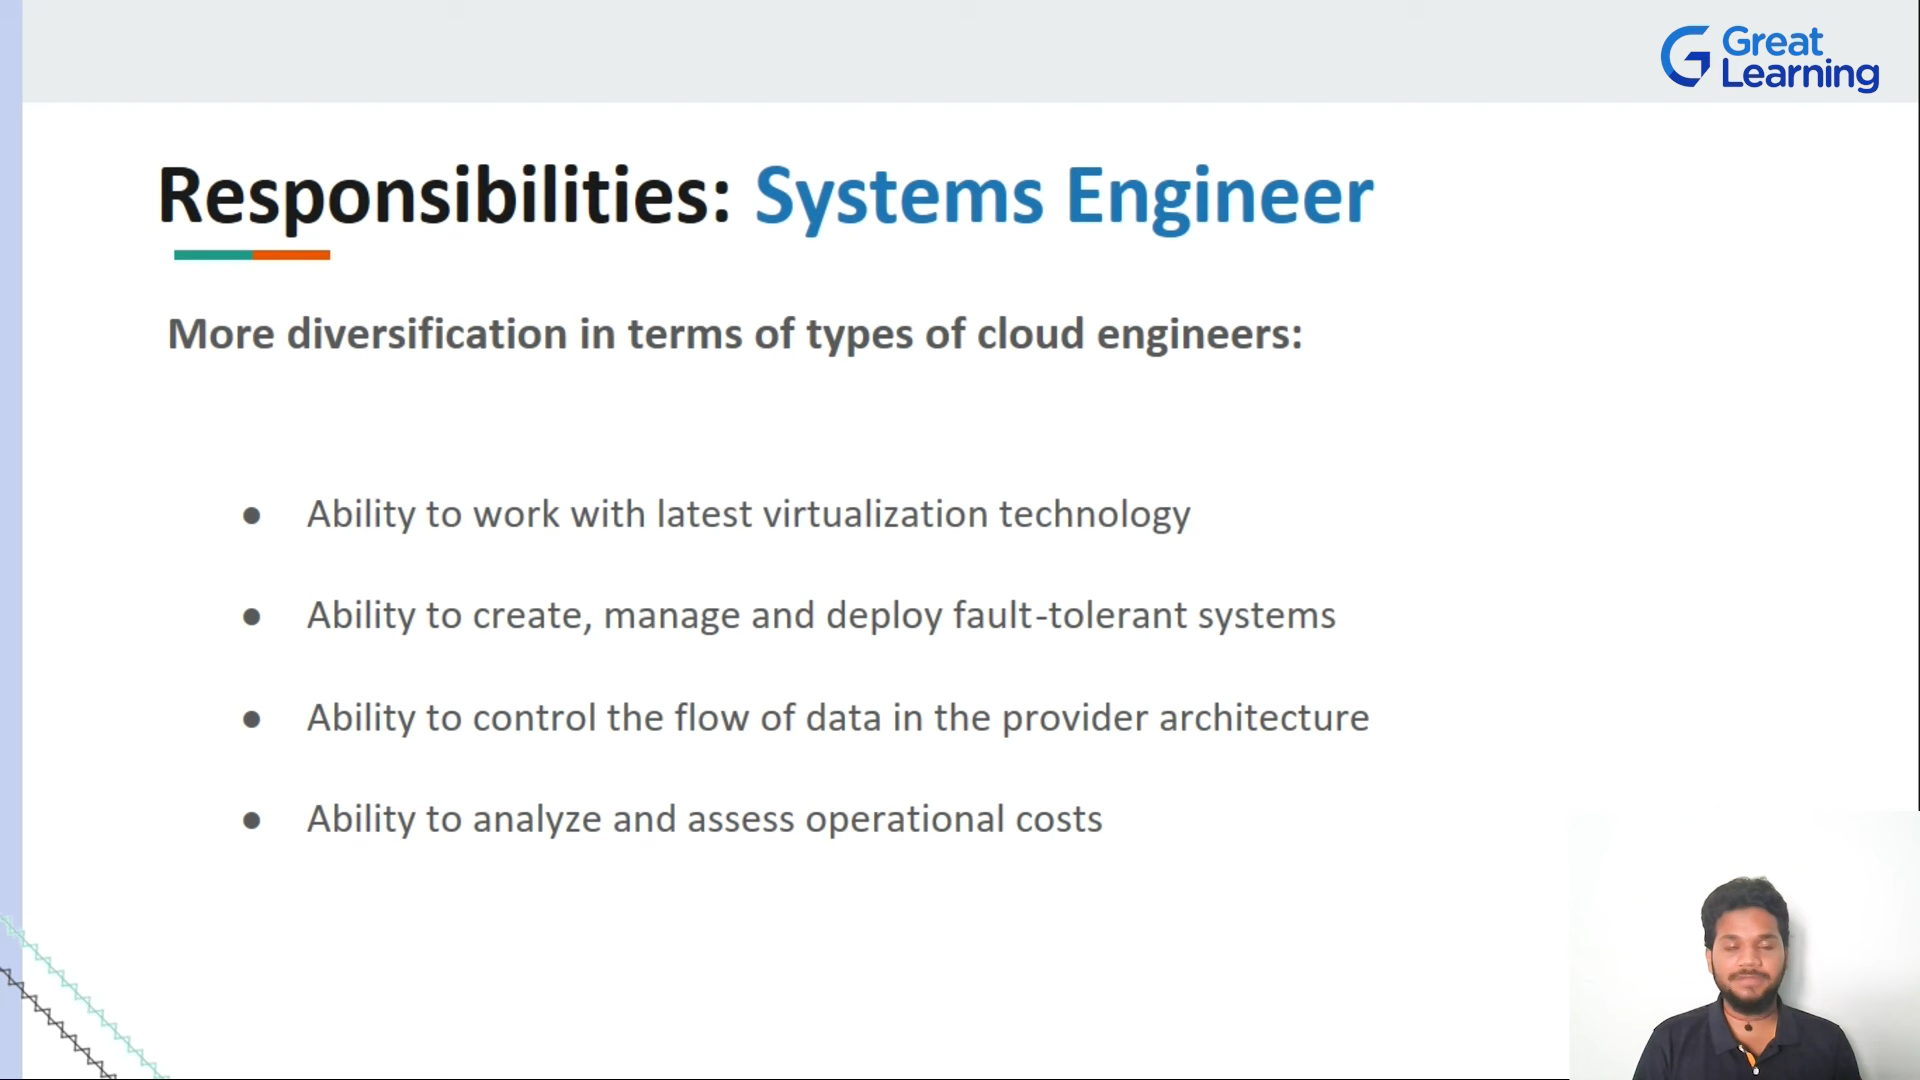 Great
Learning
Responsibilities: Systems Engineer
More diversification in terms of types of cloud engineers:
● Ability to work with latest virtualization technology
● Ability to create, manage and deploy fault-tolerant systems
● Ability to control the flow of data in the provider architecture
● Ability to analyze and assess operational costs